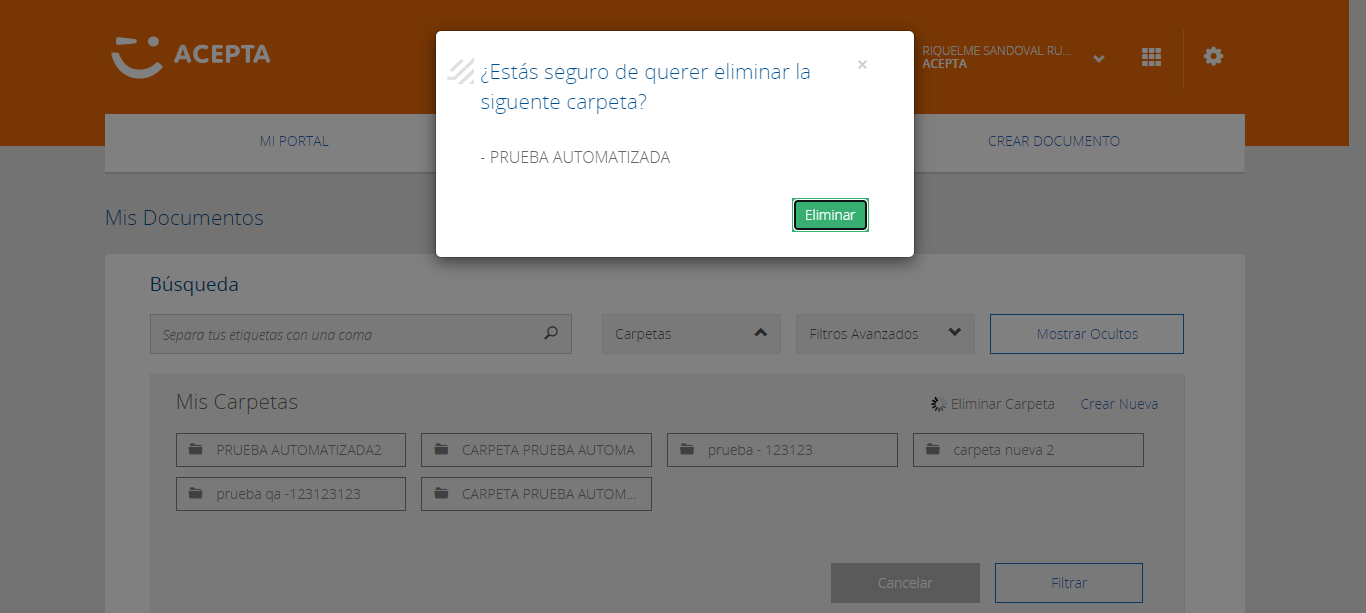 ACEPTA
¿Estás seguro de querer eliminar la
siguente carpeta?
×
- PRUEBA AUTOMATIZADA
Eliminar
RIQUELME SANDOVAL RU...
ACEPTA
MI PORTAL
CREAR DOCUMENTO
Mis Documentos
Búsqueda
Separa tus etiquetas con una coma
Carpetas
Filtros Avanzados
Mostrar Ocultos
Mis Carpetas
Eliminar Carpeta
Crear Nueva
PRUEBA AUTOMATIZADA2
CARPETA PRUEBA AUTOMA
prueba - 123123
carpeta nueva 2
prueba qa -123123123
CARPETA PRUEBA AUTOM...
Cancelar
Filtrar